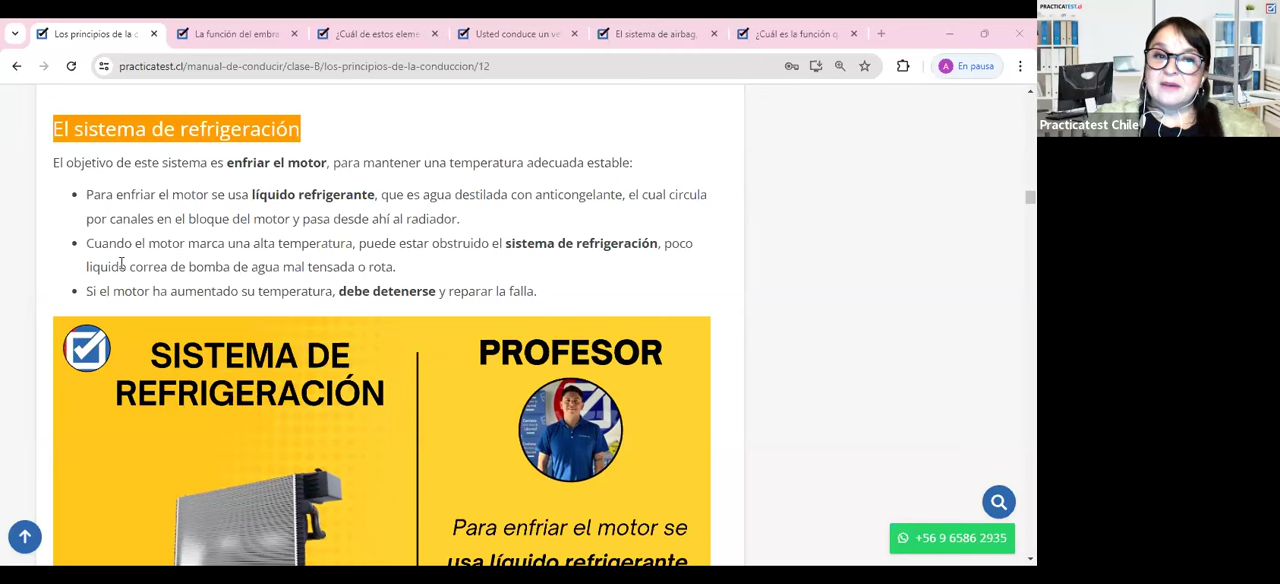 Los principios de la c
La función del embra
¿Cuál de estos eleme
Usted conduce un ve
El sistema de airbag,
¿Cuál es la función q
practicatest.cl/manual-de-conducir/clase-B/los-principios-de-la-conduccion/12
A
En pausa
PRACTICATEST.cl
Practicatest Chile
El sistema de refrigeración
El objetivo de este sistema es enfriar el motor, para mantener una temperatura adecuada estable:
Para enfriar el motor se usa líquido refrigerante, que es agua destilada con anticongelante, el cual circula
por canales en el bloque del motor y pasa desde ahí al radiador.
Cuando el motor marca una alta temperatura, puede estar obstruido el sistema de refrigeración, poco
liquido correa de bomba de agua mal tensada o rota.
Si el motor ha aumentado su temperatura, debe detenerse y reparar la falla.
SISTEMA DE
REFRIGERACIÓN
PROFESOR
Para enfriar el motor se
usa líquido refrigerante
+56 9 6586 2935